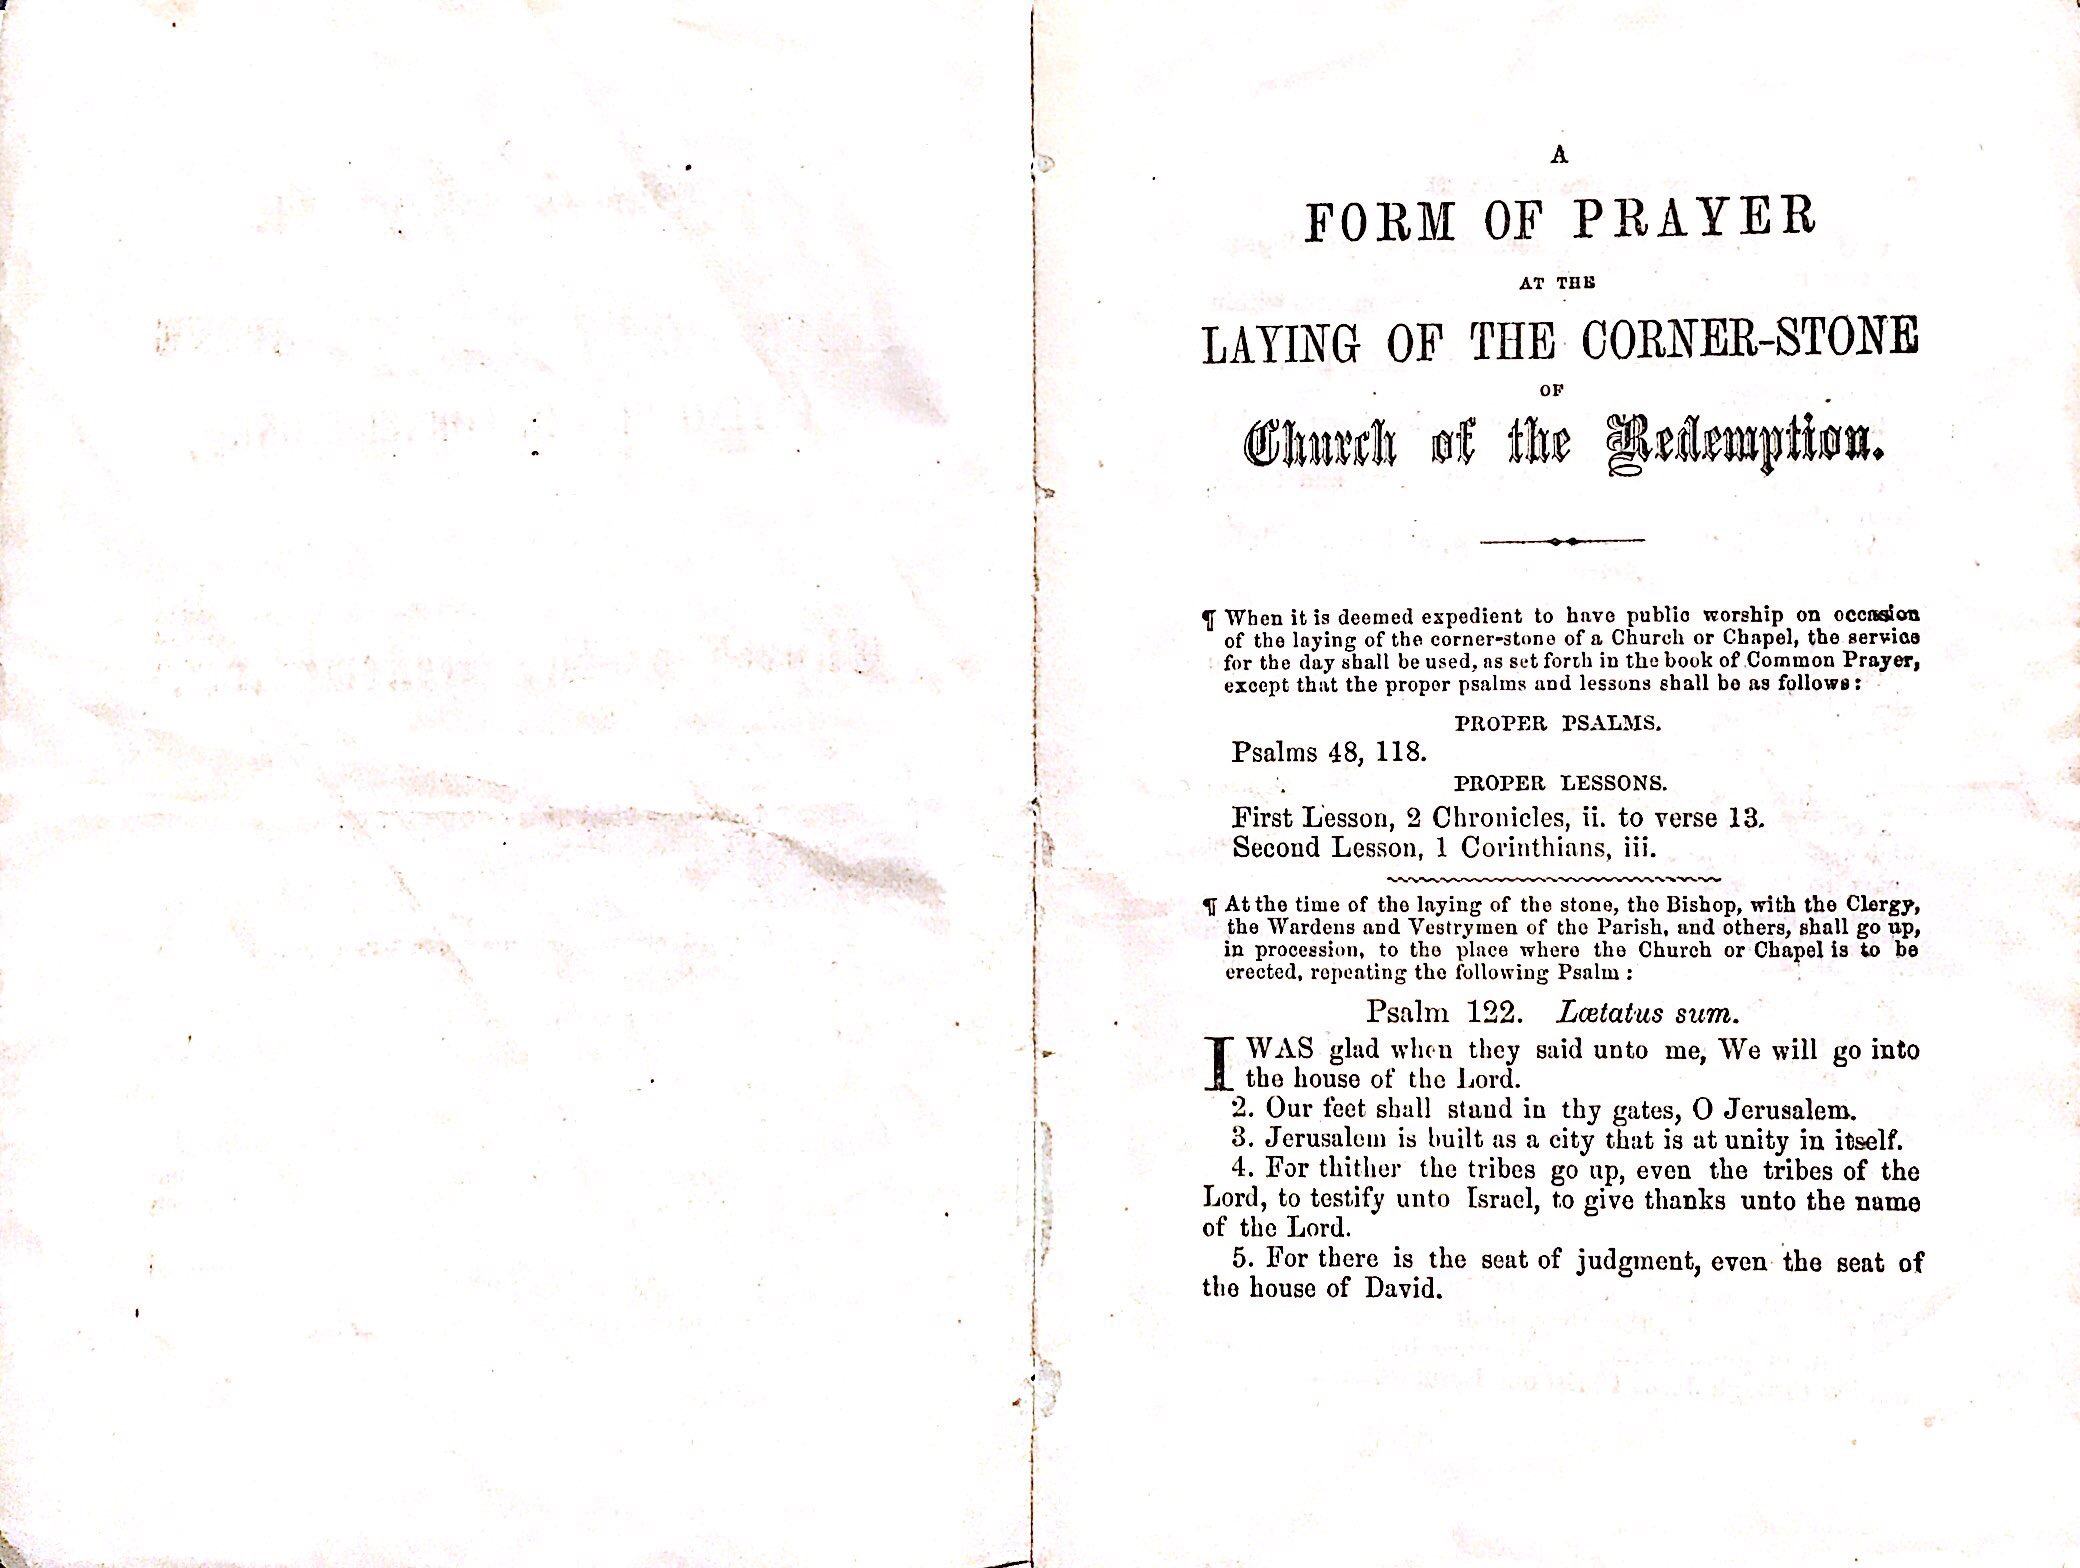 A
FORM OF PRAYER
AT THE
LAYING OF THE CORNER-STONE
OF
Church of the Redemption.
¶ When it is deemed expedient to have public worship on occasion
of the laying of the corner-stone of a Church or Chapel, the service
for the day shall be used, as set forth in the book of Common Prayer,
except that the proper psalms and lessons shall be as follows:
PROPER PSALMS.
Psalms 48, 118.
PROPER LESSONS.
First Lesson, 2 Chronicles, ii. to verse 13.
Second Lesson, 1 Corinthians, iii.
¶ At the time of the laying of the stone, the Bishop, with the Clergy,
the Wardens and Vestrymen of the Parish, and others, shall go up,
in procession, to the place where the Church or Chapel is to be
erected, repeating the following Psalm:
Psalm 122. Lœtatus sum.
I WAS glad when they said unto me, We will go into
the house of the Lord.
2. Our feet shall stand in thy gates, O Jerusalem.
3. Jerusalem is built as a city that is at unity in itself.
4. For thither the tribes go up, even the tribes of the
Lord, to testify unto Israel, to give thanks unto the name
of the Lord.
5. For there is the seat of judgment, even the seat of
the house of David.